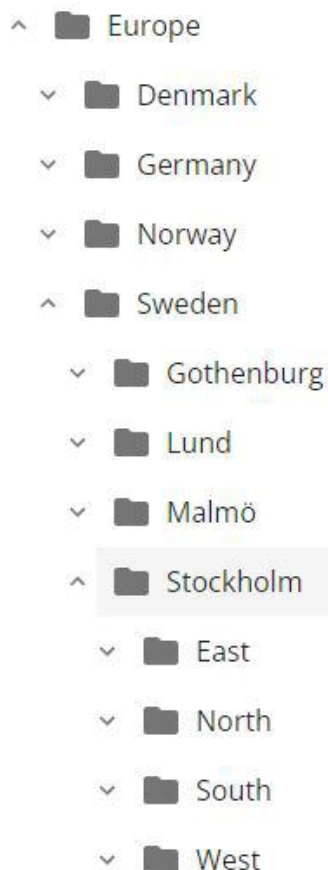 Europe
Denmark
Germany
Norway
Sweden
Gothenburg
Lund
Malmö
Stockholm
East
North
South
West